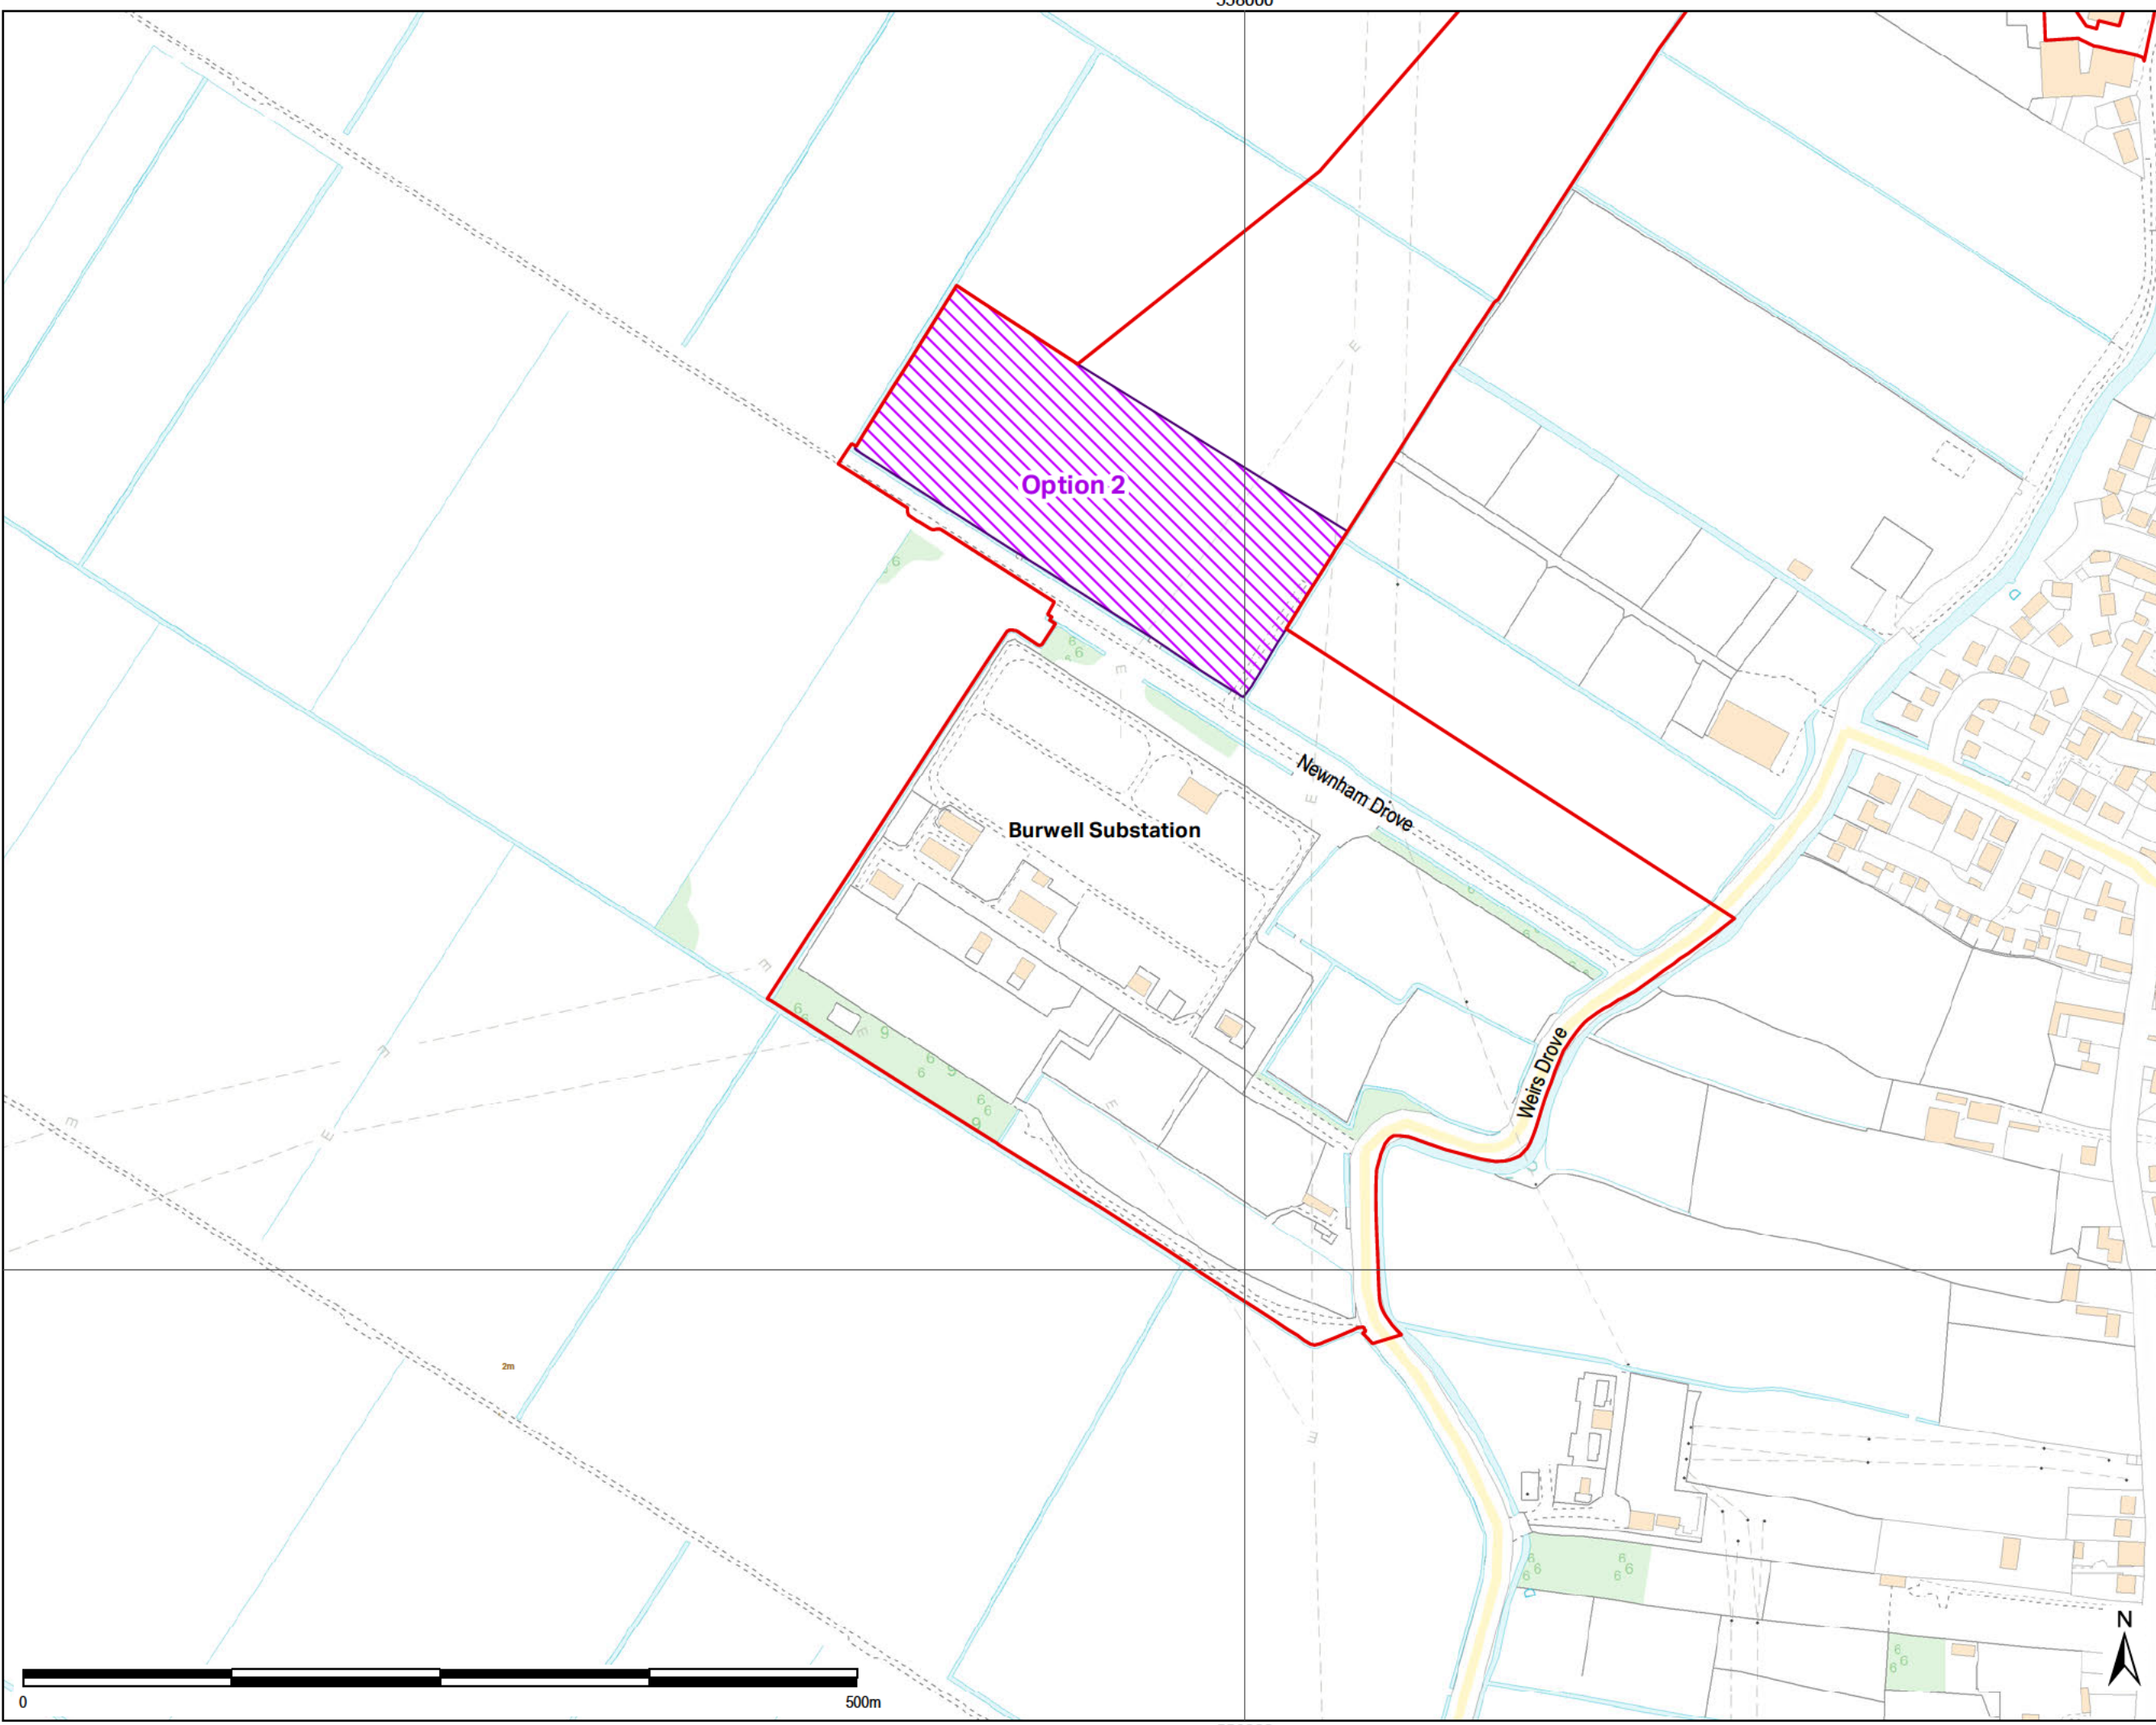 Option 2
Newnham Drove
Burwell Substation
Weirs Drove
2m
N
0
500m